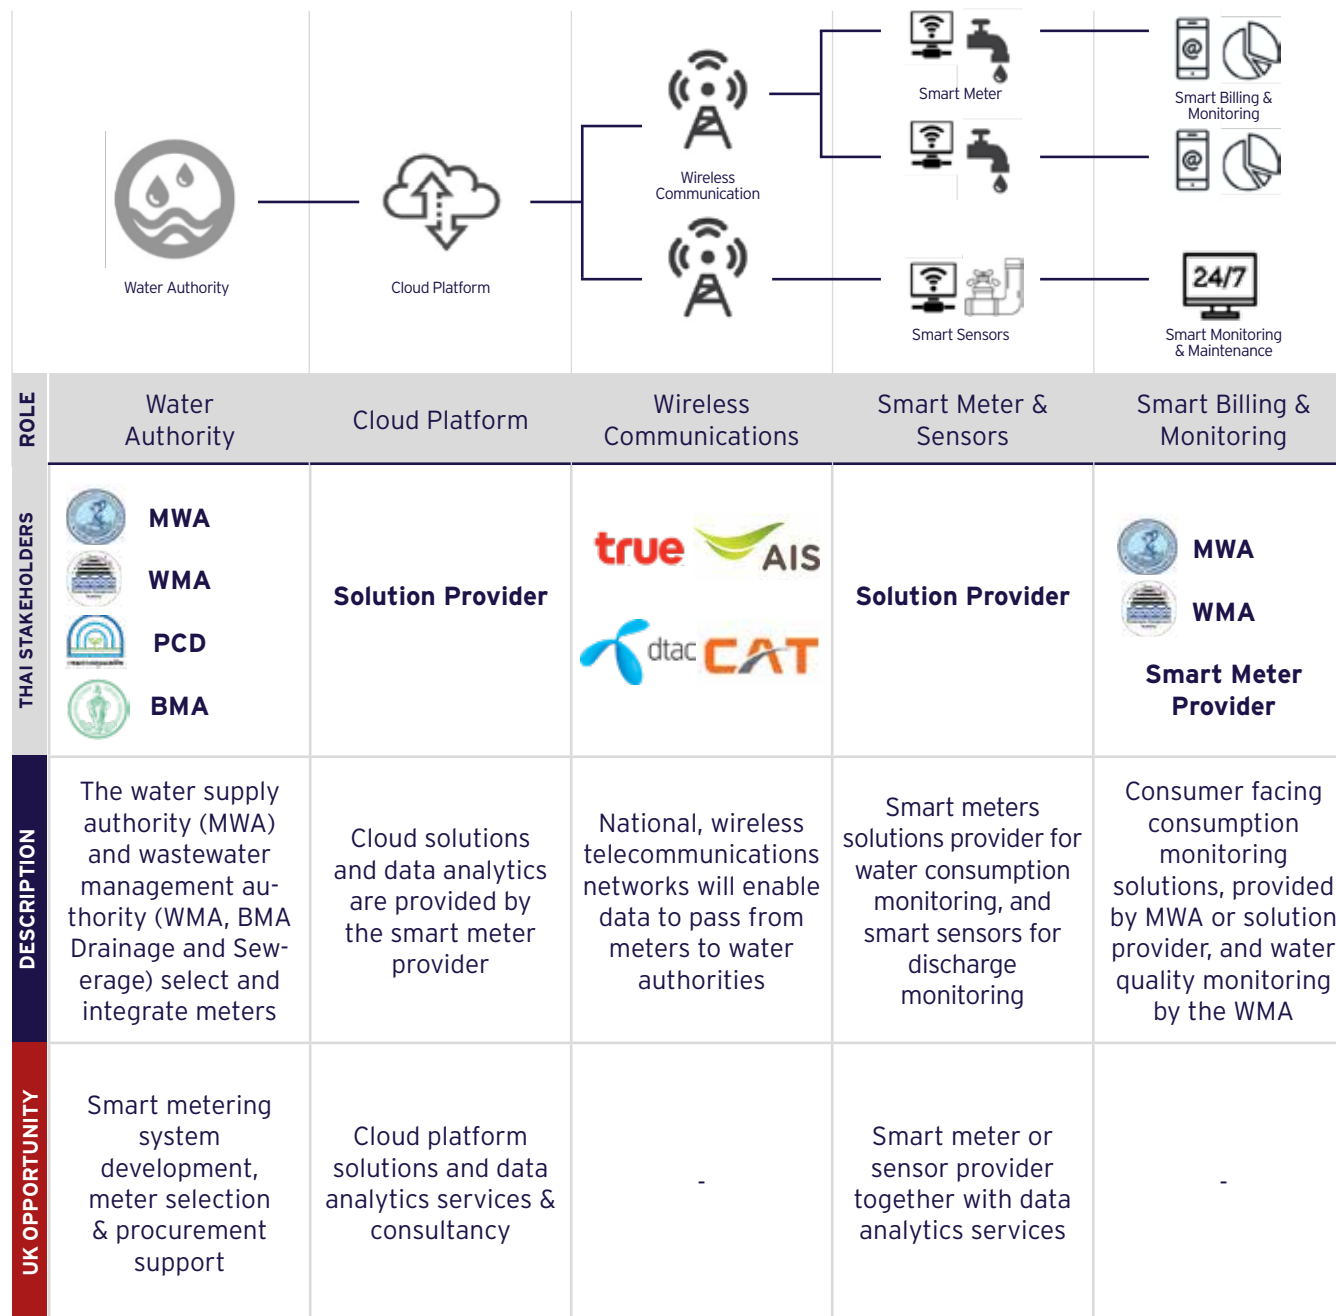 Smart Meter
Smart Billing &
Monitoring
@
@
Wireless
Communication
Water Authority
Cloud Platform
24/7
Smart Sensors
Smart Monitoring
& Maintenance
ROLE
Water
Authority
Cloud Platform
Wireless
Communications
Smart Meter &
Sensors
Smart Billing &
Monitoring
THAI STAKEHOLDERS
MWA
WMA
PCD
BMA
Solution Provider
true
AIS
dtac
CAT
Solution Provider
MWA
WMA
Smart Meter
Provider
DESCRIPTION
The water supply
authority (MWA)
and wastewater
management au-
thority (WMA, BMA
Drainage and Sew-
erage) select and
integrate meters
Cloud solutions
and data analytics
are provided by
the smart meter
provider
National, wireless
telecommunications
networks will enable
data to pass from
meters to water
authorities
Smart meters
solutions provider for
water consumption
monitoring, and
smart sensors for
discharge
monitoring
Consumer facing
consumption
monitoring
solutions, provided
by MWA or solution
provider, and water
quality monitoring
by the WMA
UK OPPORTUNITY
Smart metering
system
development,
meter selection
& procurement
support
Cloud platform
solutions and data
analytics services &
consultancy
-
Smart meter or
sensor provider
together with data
analytics services
-